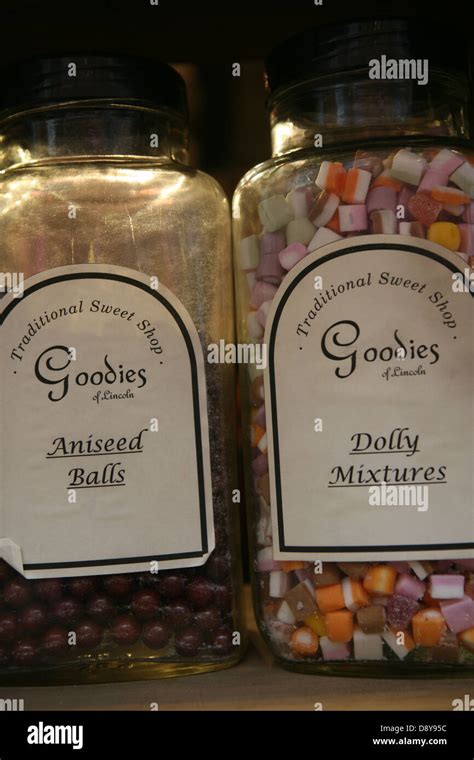 Traditional Sweet Shop
Goodies
of Lincoln
Aniseed
Balls
Traditional Sweet Shop
Goodies
of Lincoln
Dolly
Mixtures
alamy
Image ID: D8Y95C
www.alamy.com